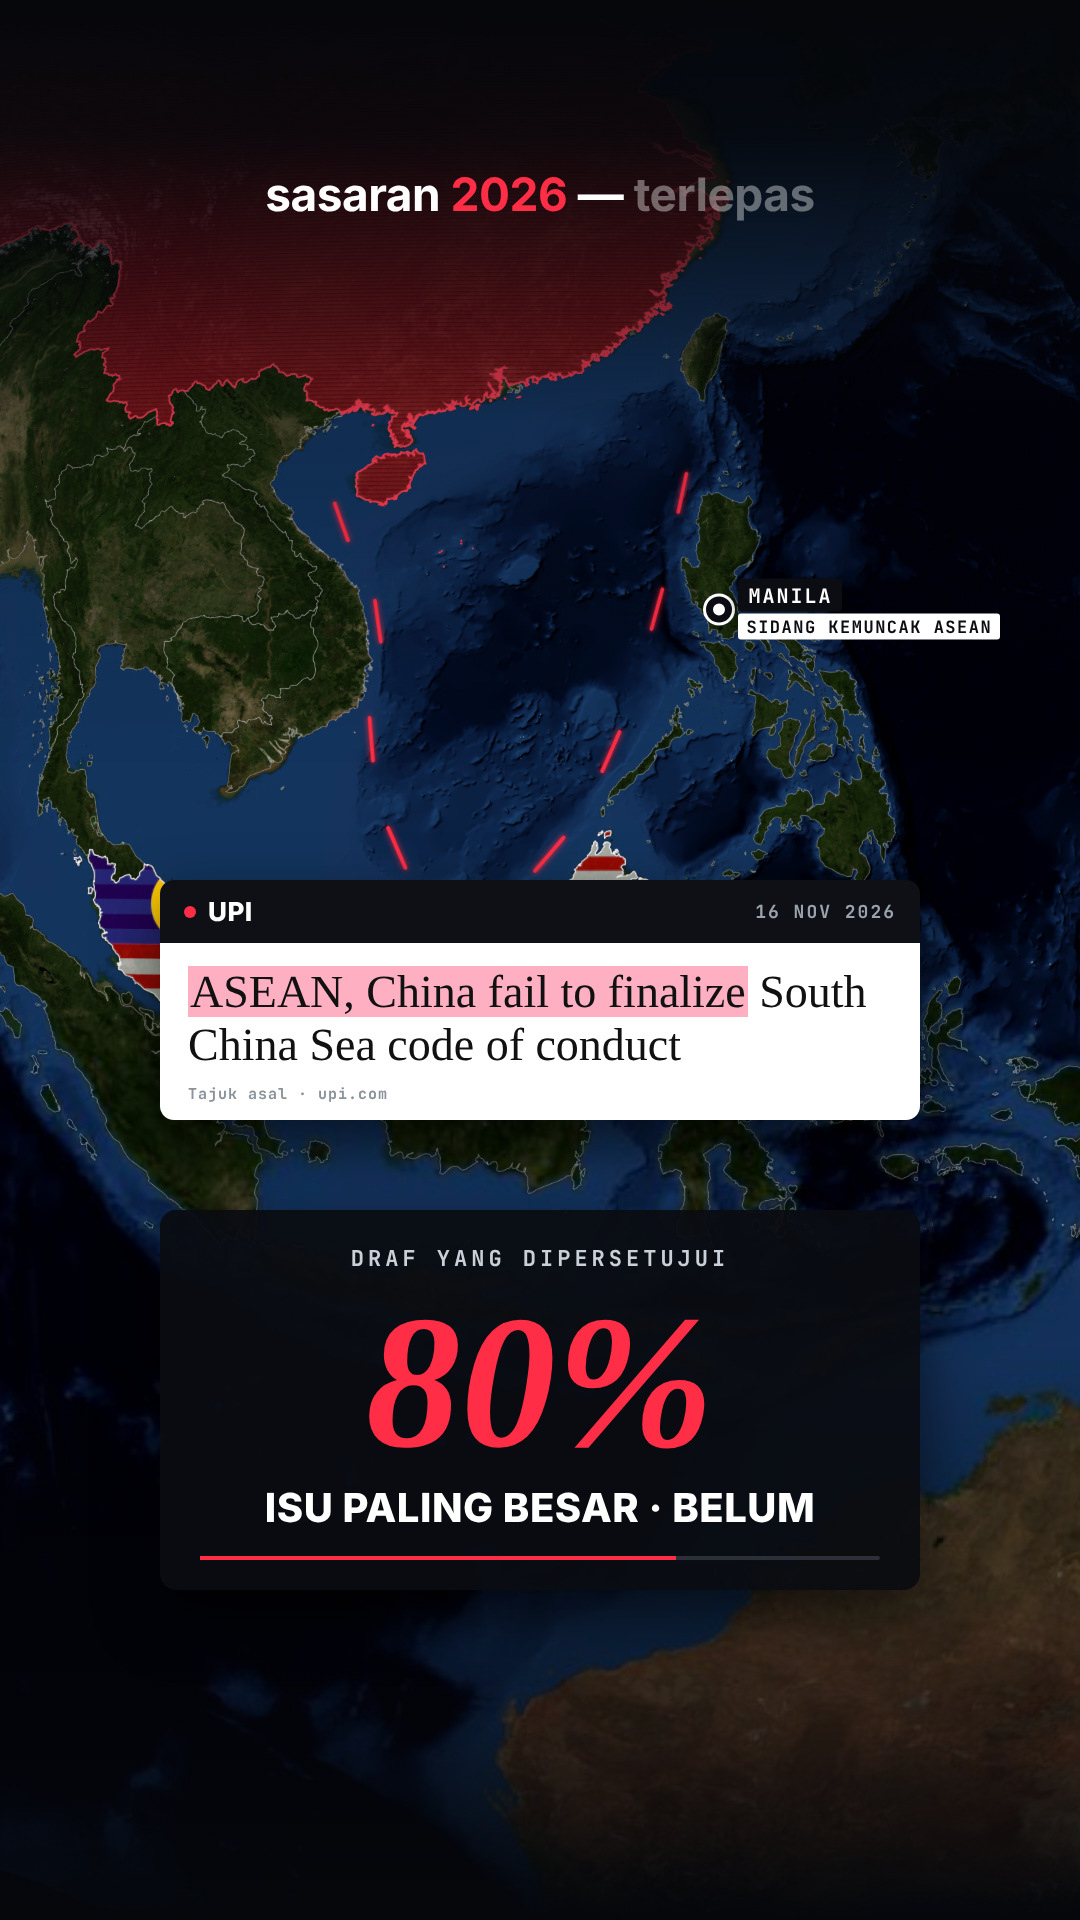 sasaran 2026 — terlepas
MANILA
SIDANG KEMUNCAK ASEAN
UPI
16 NOV 2026
ASEAN, China fail to finalize South
China Sea code of conduct
Tajuk asal · upi.com
DRAF YANG DIPERSETUJUI
80%
ISU PALING BESAR · BELUM